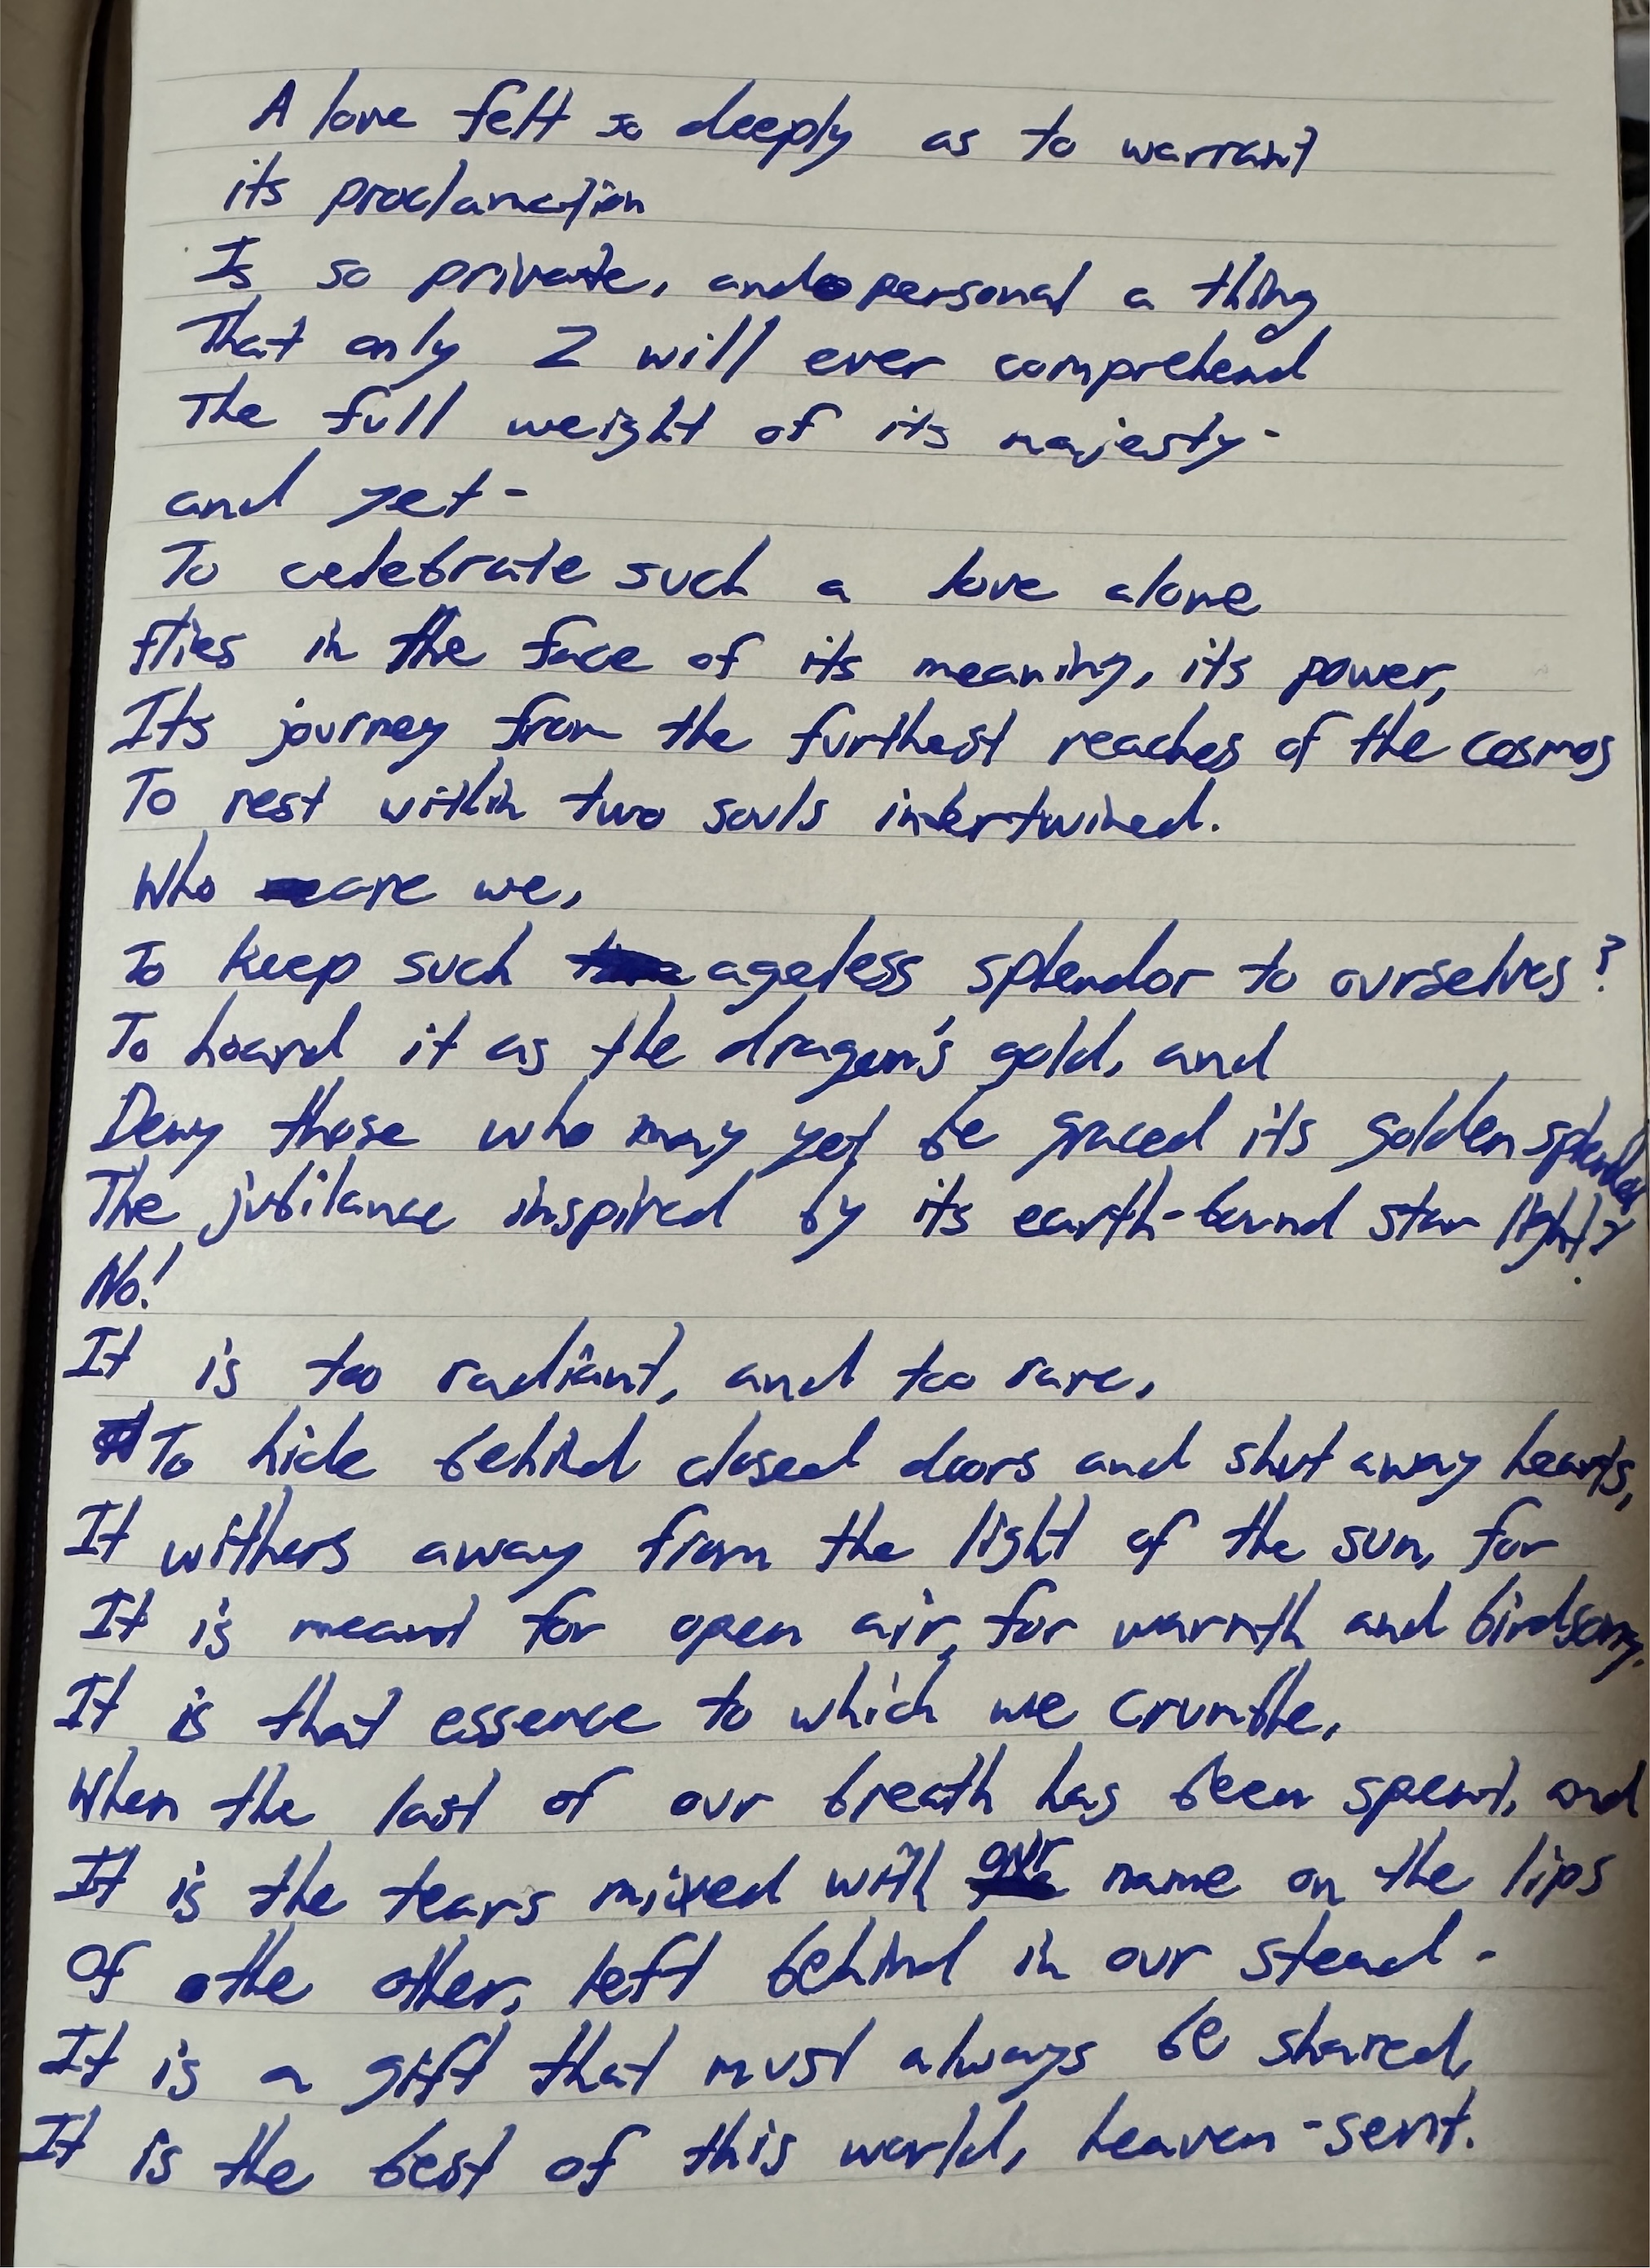 A love felt so deeply as to warrant
its proclamation
Is so private, and personal a thing
That only 2 will ever comprehend
The full weight of its majesty-
and yet-
To celebrate such a love alone
flies in the face of its meaning, its power,
Its journey from the furthest reaches of the cosmos
To rest within two souls intertwined.
Who are we,
To keep such ageless splendor to ourselves?
To hoard it as the dragon's gold, and
Deny those who may yet be graced its golden splendor
The jubilance inspired by its earth-bound star light?
No!
It is too radiant, and too rare,
To hide behind closed doors and shut away hearts,
It withers away from the light of the sun, for
It is meant for open air, for warmth and birdsong.
It is that essence to which we crumble,
When the last of our breath has been spent, and
It is the tears mixed with our name on the lips
Of the other, left behind in our stead-
It is a gift that must always be shared,
It is the best of this world, heaven-sent.